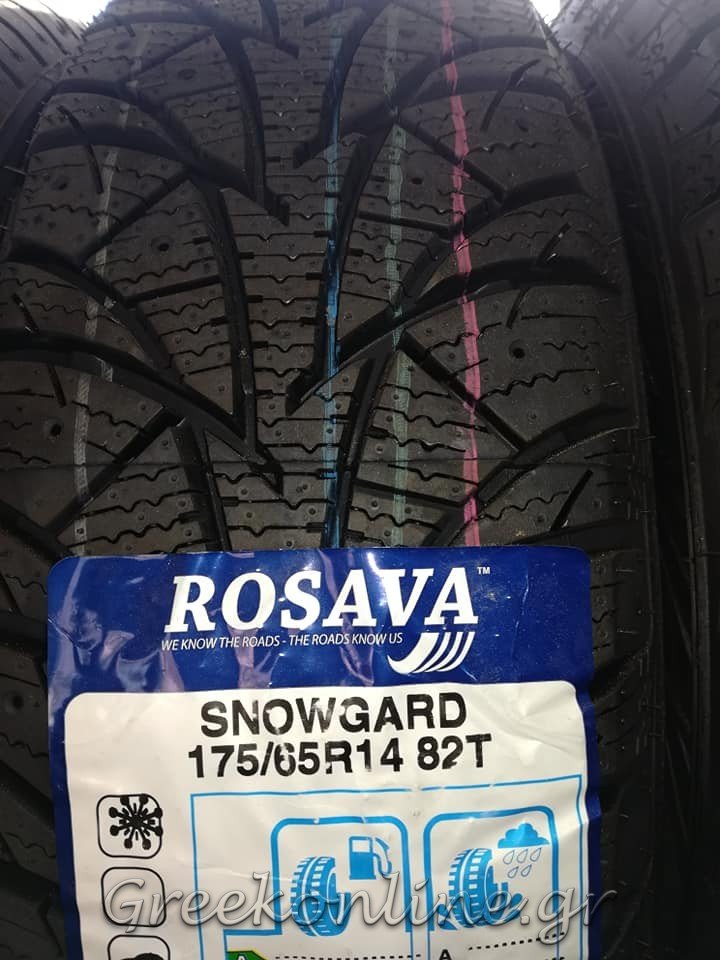 ROSAVA™
WE KNOW THE ROADS - THE ROADS KNOW US
SNOWGARD
175/65R14 82T
Greekonline.gr
A A